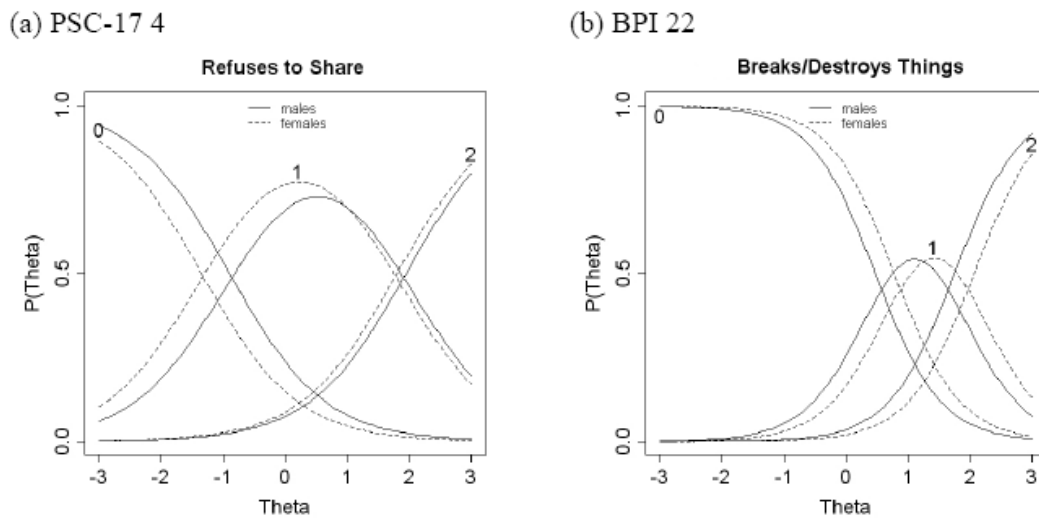 (a) PSC-17 4
Refuses to Share
males
females
0
1
2
P(Theta)
0.0
0.5
1.0
-3
-2
-1
0
1
2
3
Theta
(b) BPI 22
Breaks/Destroys Things
males
females
0
1
2
P(Theta)
0.0
0.5
1.0
-3
-2
-1
0
1
2
3
Theta